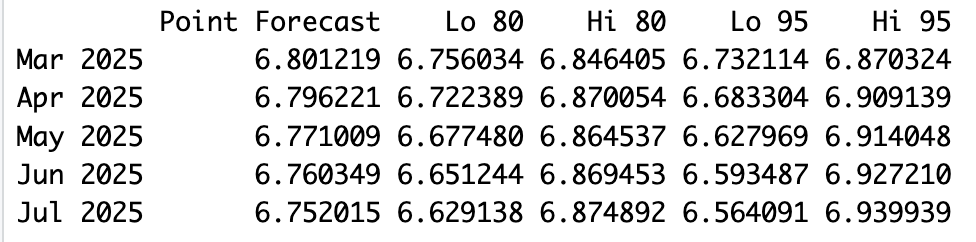 Point Forecast Lo 80 Hi 80 Lo 95 Hi 95
Mar 2025 6.801219 6.756034 6.846405 6.732114 6.870324
Apr 2025 6.796221 6.722389 6.870054 6.683304 6.909139
May 2025 6.771009 6.677480 6.864537 6.627969 6.914048
Jun 2025 6.760349 6.651244 6.869453 6.593487 6.927210
Jul 2025 6.752015 6.629138 6.874892 6.564091 6.939939